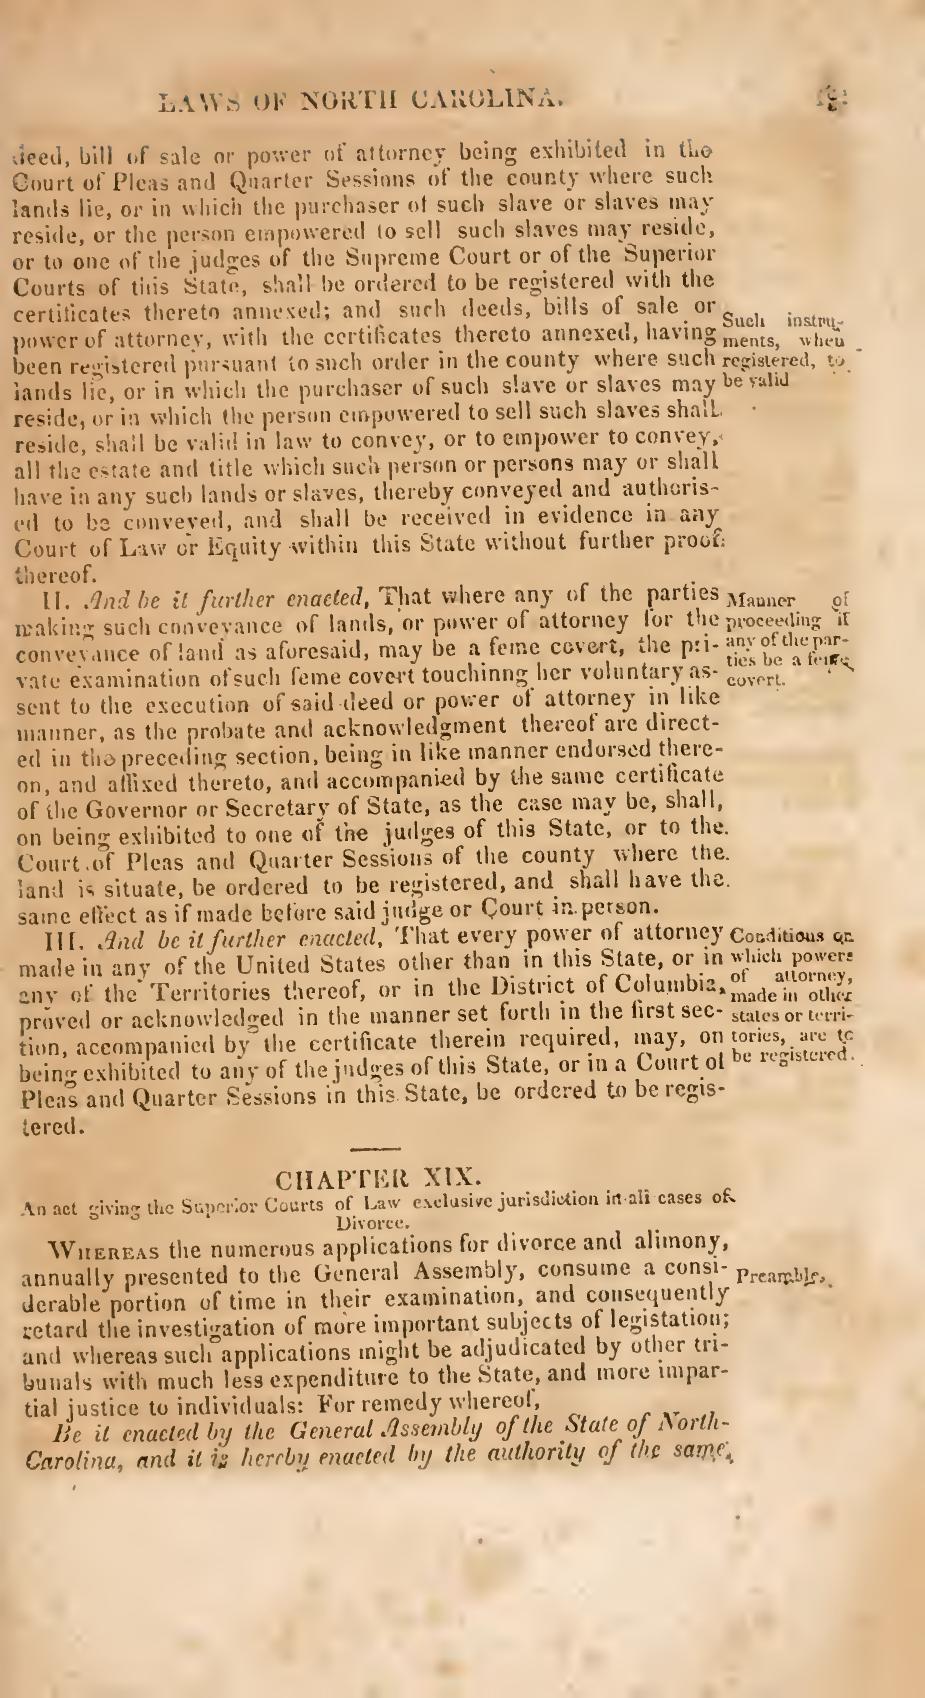 LAWS OF NORTH CAROLINA.
deed, bill of sale or power of attorney being exhibited in the
Court of Pleas and Quarter Sessions of the county where such
lands lie, or in which the purchaser of such slave or slaves may
reside, or the person empowered to sell such slaves may reside,
or to one of the judges of the Supreme Court or of the Superior
Courts of this State, shall be ordered to be registered with the
certificates thereto annexed; and such deeds, bills of sale or
power of attorney, with the certificates thereto annexed, having
been registered pursuant to such order in the county where such
lands lie, or in which the purchaser of such slave or slaves may
reside, or in which the person empowered to sell such slaves shall
reside, shall be valid in law to convey, or to empower to convey,
all the estate and title which such person or persons may or shall
have in any such lands or slaves, thereby conveyed and authoris-
ed to be conveyed, and shall be received in evidence in any
Court of Law or Equity within this State without further proof
thereof.
Such instru-
ments, when
registered, to
be valid
II. And be it further enacted, That where any of the parties
making such conveyance of lands, or power of attorney for the
conveyance of land as aforesaid, may be a feme covert, the pri-
vate examination of such feme covert touchinng her voluntary as-
sent to the execution of said deed or power of attorney in like
manner, as the probate and acknowledgment thereof are direct-
ed in the preceding section, being in like manner endorsed there-
on, and affixed thereto, and accompanied by the same certificate
of the Governor or Secretary of State, as the case may be, shall,
on being exhibited to one of the judges of this State, or to the
Court of Pleas and Quarter Sessions of the county where the
land is situate, be ordered to be registered, and shall have the
same effect as if made before said judge or Court in person.
Manner of
proceeding if
any of the par-
ties be a feme
covert.
III. And be it further enacted, That every power of attorney
made in any of the United States other than in this State, or in
any of the Territories thereof, or in the District of Columbia,
proved or acknowledged in the manner set forth in the first sec-
tion, accompanied by the certificate therein required, may, on
being exhibited to any of the judges of this State, or in a Court of
Pleas and Quarter Sessions in this State, be ordered to be regis-
tered.
Conditions on
which powers
of attorney,
made in other
states or terri-
tories, are to
be registered.
CHAPTER XIX.
An act giving the Superior Courts of Law exclusive jurisdiction in all cases of
Divorce.
WHEREAS the numerous applications for divorce and alimony,
annually presented to the General Assembly, consume a consi-
derable portion of time in their examination, and consequently
retard the investigation of more important subjects of legistation;
and whereas such applications might be adjudicated by other tri-
bunals with much less expenditure to the State, and more impar-
tial justice to individuals: For remedy whereof,
Preamble.
Be it enacted by the General Assembly of the State of North-
Carolina, and it is hereby enacted by the authority of the same,